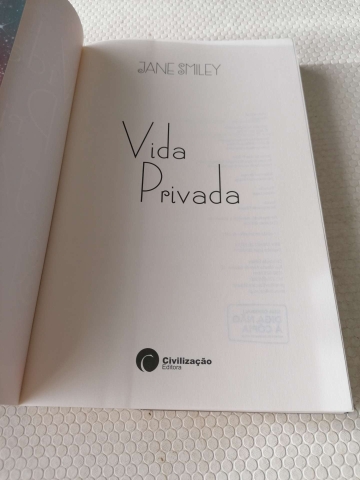 JANE SMILEY
Vida
Privada
Civilização
Editora